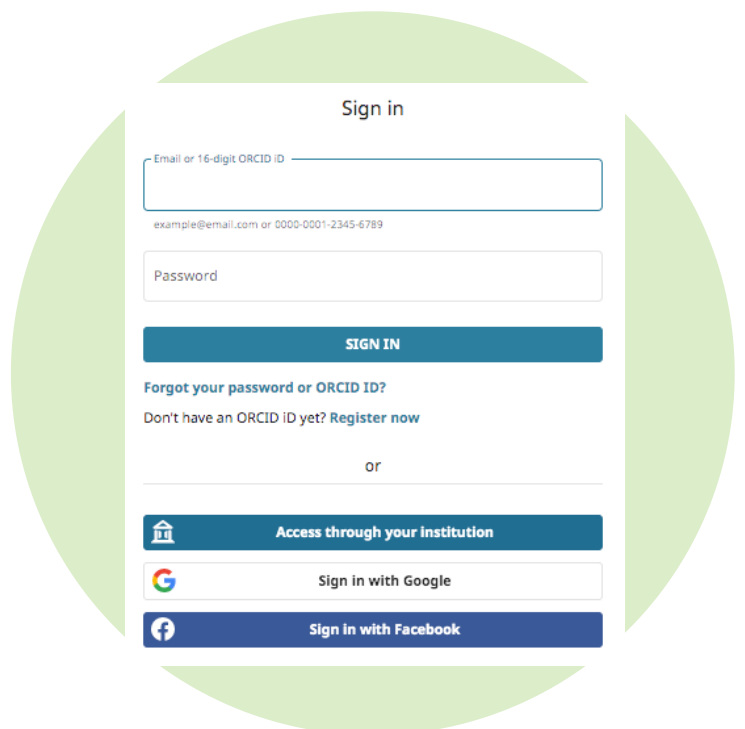 Sign in
Email or 16-digit ORCID iD
example@email.com or 0000-0001-2345-6789
Password
SIGN IN
Forgot your password or ORCID ID?
Don't have an ORCID iD yet? Register now
or
Access through your institution
Sign in with Google
Sign in with Facebook